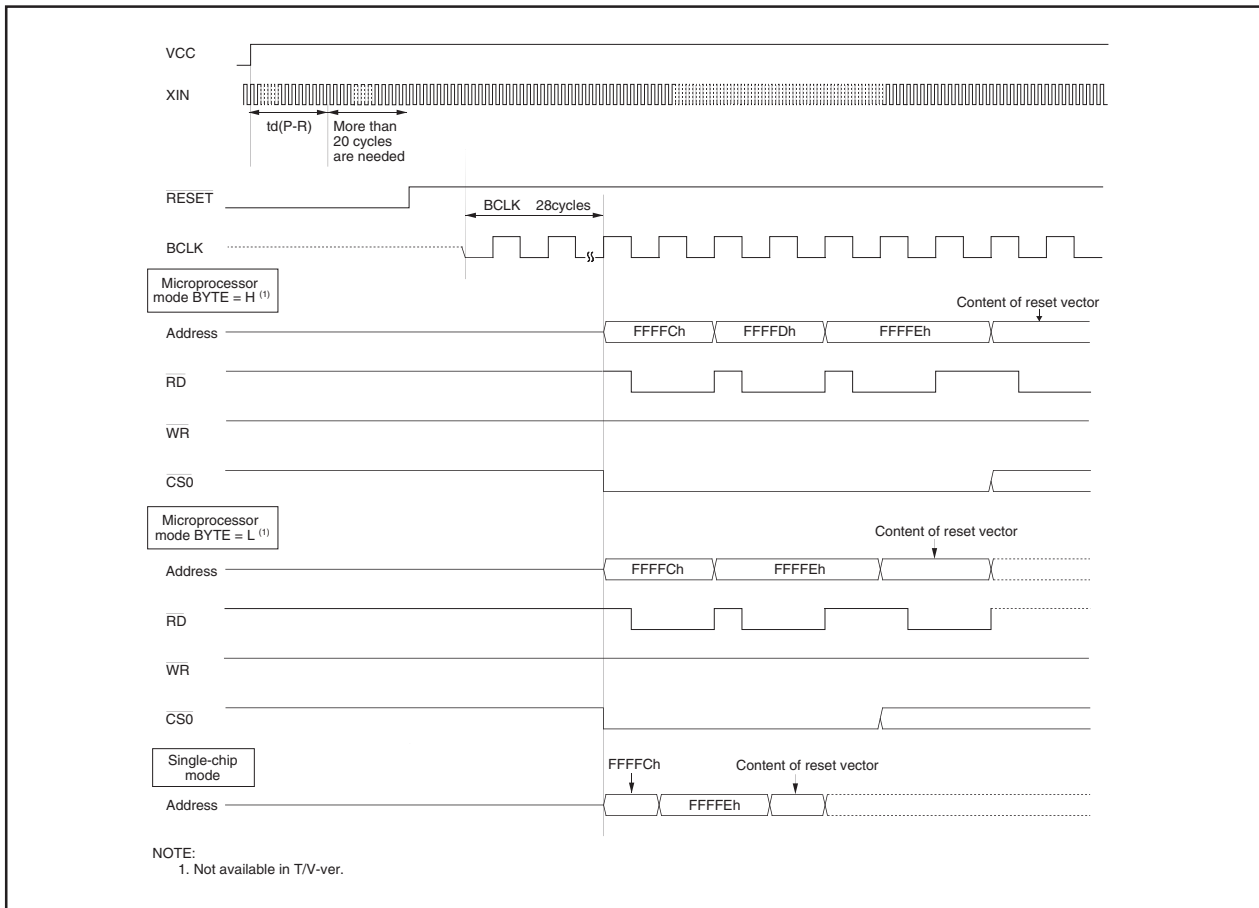 VCC
XIN
td(P-R)
More than
20 cycles
are needed
RESET
BCLK 28cycles
BCLK
Microprocessor
mode BYTE = H (1)
Content of reset vector
Address
FFFFCh
FFFFDh
FFFFEh
RD
WR
CS0
Microprocessor
mode BYTE = L (1)
Content of reset vector
Address
FFFFCh
FFFFEh
RD
WR
CS0
Single-chip
mode
FFFFCh
Content of reset vector
Address
FFFFEh
NOTE:
1. Not available in T/V-ver.